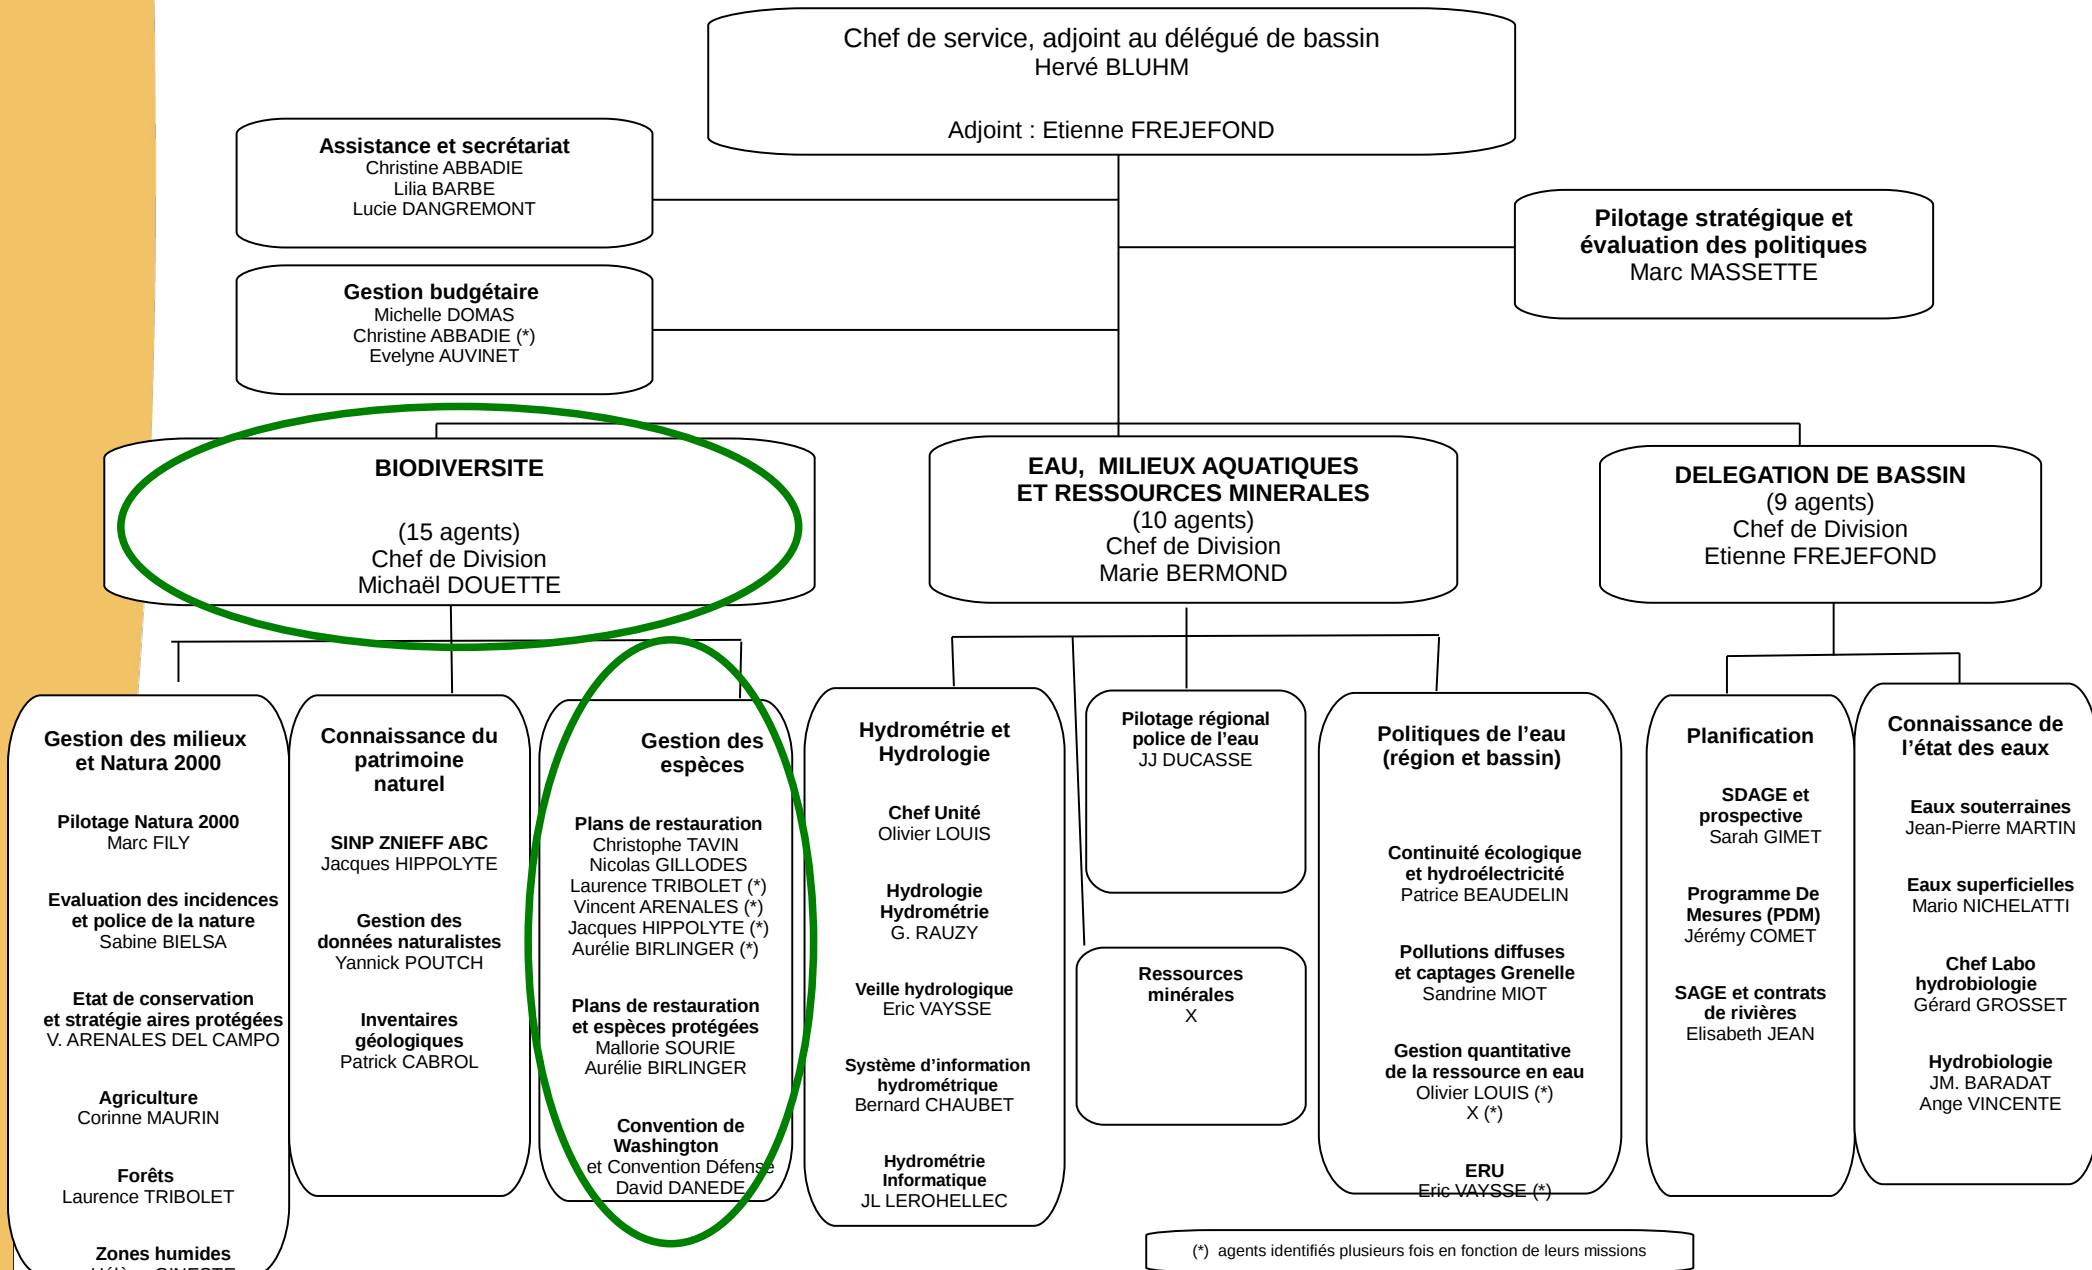 Chef de service, adjoint au délégué de bassin
Hervé BLUHM
Adjoint : Etienne FREJEFOND
Assistance et secrétariat
Christine ABBADIE
Lilia BARBE
Lucie DANGREMONT
Pilotage stratégique et
évaluation des politiques
Marc MASSETTE
Gestion budgétaire
Michelle DOMAS
Christine ABBADIE (*)
Evelyne AUVINET
BIODIVERSITE
(15 agents)
Chef de Division
Michaël DOUETTE
EAU, MILIEUX AQUATIQUES
ET RESSOURCES MINERALES
(10 agents)
Chef de Division
Marie BERMOND
DELEGATION DE BASSIN
(9 agents)
Chef de Division
Etienne FREJEFOND
Gestion des milieux
et Natura 2000
Pilotage Natura 2000
Marc FILY
Evaluation des incidences
et police de la nature
Sabine BIELSA
Etat de conservation
et stratégie aires protégées
V. ARENALES DEL CAMPO
Agriculture
Corinne MAURIN
Forêts
Laurence TRIBOLET
Zones humides
Connaissance du
patrimoine
naturel
SINP ZNIEFF ABC
Jacques HIPPOLYTE
Gestion des
données naturalistes
Yannick POUTCH
Inventaires
géologiques
Patrick CABROL
Gestion des
espèces
Plans de restauration
Christophe TAVIN
Nicolas GILLODES
Laurence TRIBOLET (*)
Vincent ARENALES (*)
Jacques HIPPOLYTE (*)
Aurélie BIRLINGER (*)
Plans de restauration
et espèces protégées
Mallorie SOURIE
Aurélie BIRLINGER
Convention de
Washington
et Convention Défense
David DANEDE
Hydrométrie et
Hydrologie
Chef Unité
Olivier LOUIS
Hydrologie
Hydrométrie
G. RAUZY
Veille hydrologique
Eric VAYSSE
Système d’information
hydrométrique
Bernard CHAUBET
Hydrométrie
Informatique
JL LEROHELLEC
Pilotage régional
police de l’eau
JJ DUCASSE
Ressources
minérales
X
Politiques de l’eau
(région et bassin)
Continuité écologique
et hydroélectricité
Patrice BEAUDELIN
Pollutions diffuses
et captages Grenelle
Sandrine MIOT
Gestion quantitative
de la ressource en eau
Olivier LOUIS (*)
X (*)
ERU
Eric VAYSSE (*)
Planification
SDAGE et
prospective
Sarah GIMET
Programme De
Mesures (PDM)
Jérémy COMET
SAGE et contrats
de rivières
Elisabeth JEAN
Connaissance de
l’état des eaux
Eaux souterraines
Jean-Pierre MARTIN
Eaux superficielles
Mario NICHELATTI
Chef Labo
hydrobiologie
Gérard GROSSET
Hydrobiologie
JM. BARADAT
Ange VINCENTE
(*) agents identifiés plusieurs fois en fonction de leurs missions